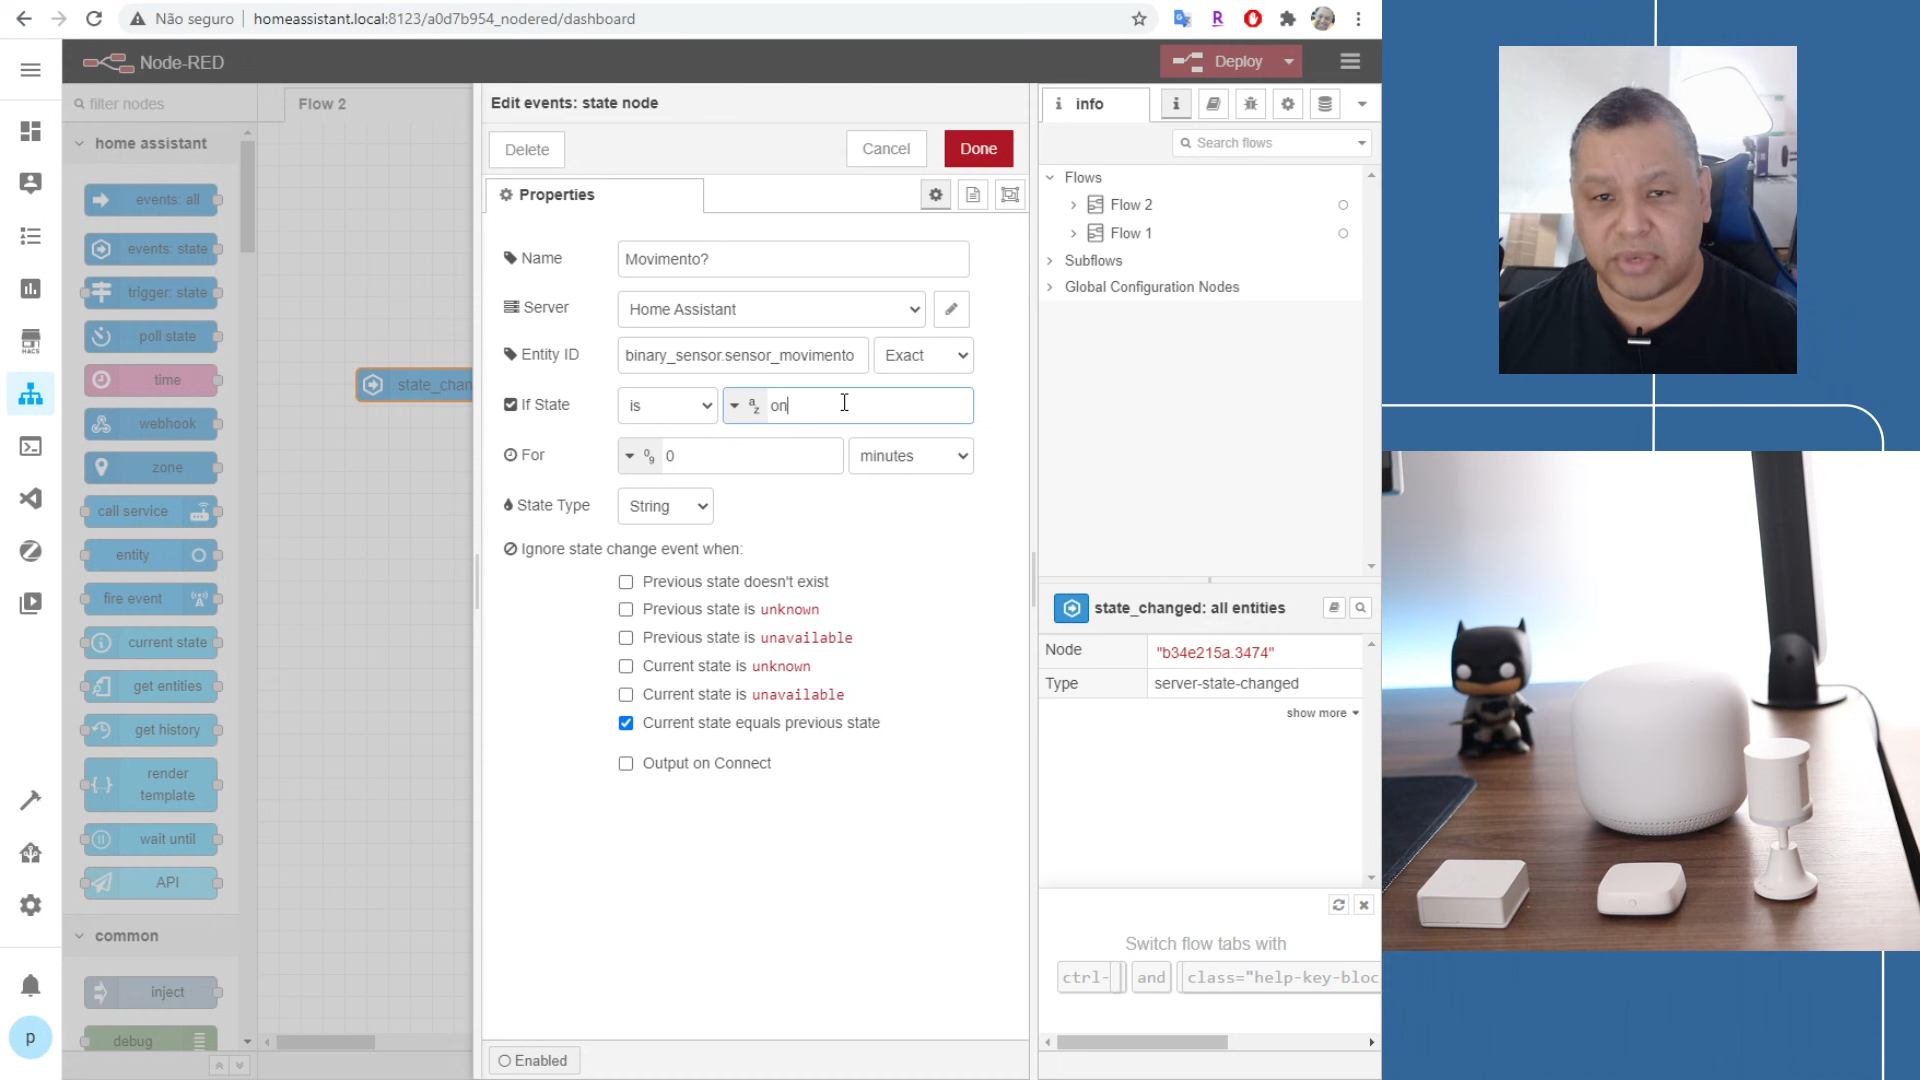 Não seguro
homeassistant.local:8123/a0d7b954_nodered/dashboard
R
Node-RED
Deploy
filter nodes
Flow 2
Edit events: state node
info
Delete
Cancel
Done
Search flows
home assistant
Properties
Flows
events: all
Flow 2
Flow 1
events: state
Name
Movimento?
Subflows
trigger: state
Global Configuration Nodes
Server
Home Assistant
poll state
HACS
Entity ID
binary_sensor.sensor_movimento
Exact
time
state_chan
If State
is
on
webhook
For
0
minutes
zone
State Type
String
call service
Ignore state change event when:
entity
Previous state doesn't exist
fire event
Previous state is unknown
state_changed: all entities
current state
Previous state is unavailable
Node
"b34e215a.3474"
Current state is unknown
get entities
Type
server-state-changed
Current state is unavailable
show more
get history
Current state equals previous state
render template
Output on Connect
wait until
API
common
Switch flow tabs with
ctrl-
and
class="help-key-bloc
inject
debug
p
Enabled